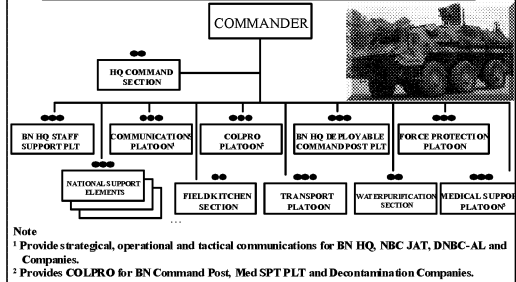 COMMANDER
HQ COMMAND
SECTION
BN HQ STAFF
SUPPORT PLT
COMMUNICATIONS
PLATOON¹
COLPRO
PLATOON²
BN HQ DEPLOYABLE
COMMAND POST PLT
FORCE PROTECTION
PLATOON
NATIONAL SUPPORT
ELEMENTS
FIELD KITCHEN
SECTION
TRANSPORT
PLATOON
WATER PURIFICATION
SECTION
MEDICAL SUPPO
PLATOON³
...
Note
¹ Provide strategical, operational and tactical communications for BN HQ, NBC JAT, DNBC-AL and
Companies.
² Provides COLPRO for BN Command Post, Med SPT PLT and Decontamination Companies.